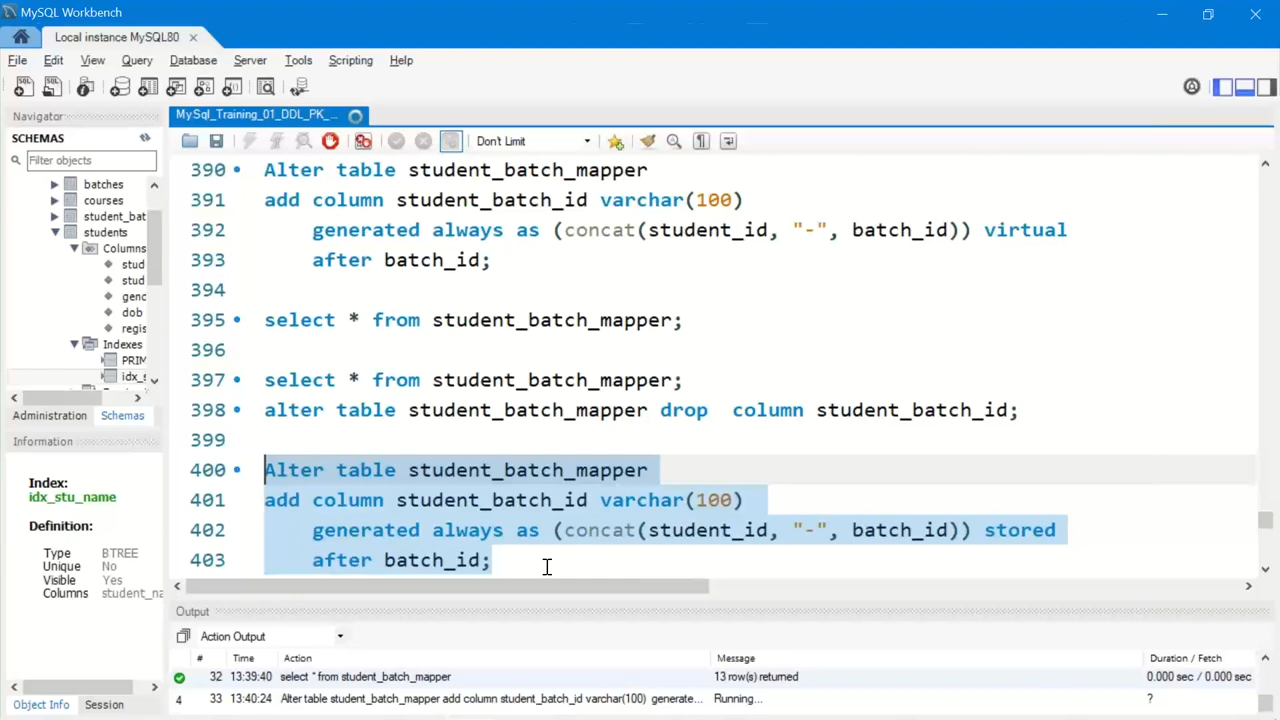 MySQL Workbench
Local instance MySQL80
File Edit View Query Database Server Tools Scripting Help
Navigator
SCHEMAS
Filter objects
batches
courses
student_bat
students
Columns
stud
stud
genc
dob
regis
Indexes
PRIM
idx_s
Administration Schemas
Information
Index:
idx_stu_name
Definition:
Type BTREE
Unique No
Visible Yes
Columns student_na
Object Info Session
MySql_Training_01_DDL_PK_...
Don't Limit
390 Alter table student_batch_mapper
391 add column student_batch_id varchar(100)
392 generated always as (concat(student_id, "-", batch_id)) virtual
393 after batch_id;
394
395 select * from student_batch_mapper;
396
397 select * from student_batch_mapper;
398 alter table student_batch_mapper drop column student_batch_id;
399
400 Alter table student_batch_mapper
401 add column student_batch_id varchar(100)
402 generated always as (concat(student_id, "-", batch_id)) stored
403 after batch_id;
Output
Action Output
# Time Action Message Duration / Fetch
32 13:39:40 select * from student_batch_mapper 13 row(s) returned 0.000 sec / 0.000 sec
4 33 13:40:24 Alter table student_batch_mapper add column student_batch_id varchar(100) generate... Running... ?